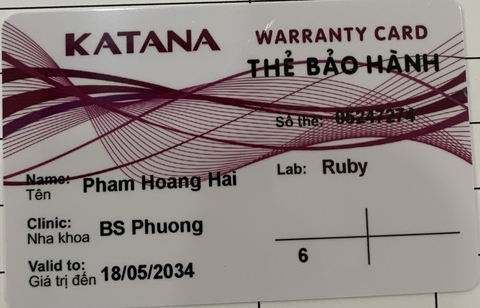 KATANA WARRANTY CARD
THẺ BẢO HÀNH
Số thẻ: 05247274
Name: Pham Hoang Hai
Tên
Lab: Ruby
Clinic: BS Phuong
Nha khoa
Valid to: 18/05/2034
Giá trị đến
6